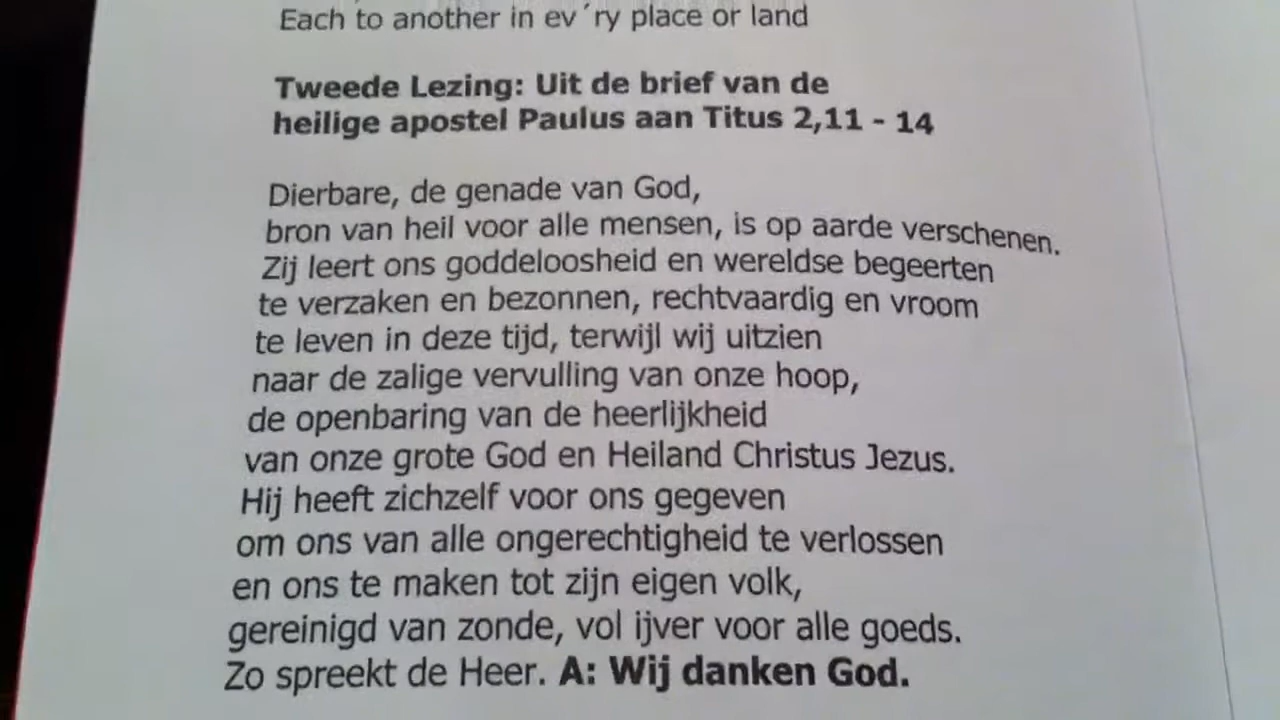 Each to another in ev´ry place or land
Tweede Lezing: Uit de brief van de
heilige apostel Paulus aan Titus 2,11 - 14
Dierbare, de genade van God,
bron van heil voor alle mensen, is op aarde verschenen.
Zij leert ons goddeloosheid en wereldse begeerten
te verzaken en bezonnen, rechtvaardig en vroom
te leven in deze tijd, terwijl wij uitzien
naar de zalige vervulling van onze hoop,
de openbaring van de heerlijkheid
van onze grote God en Heiland Christus Jezus.
Hij heeft zichzelf voor ons gegeven
om ons van alle ongerechtigheid te verlossen
en ons te maken tot zijn eigen volk,
gereinigd van zonde, vol ijver voor alle goeds.
Zo spreekt de Heer. A: Wij danken God.